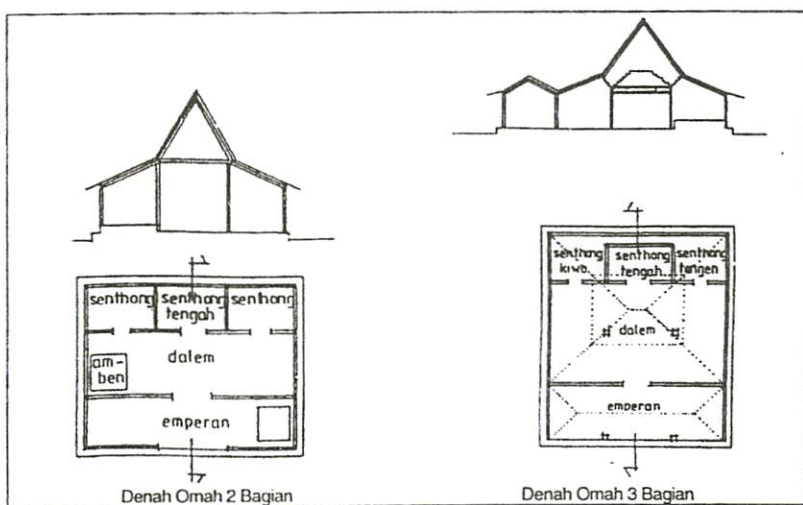 senthong senthong senthong
tengah
am-
ben
dalem
emperan
Denah Omah 2 Bagian
senthong senthong senthong
kiwo tengah tengen
dalem
emperan
Denah Omah 3 Bagian